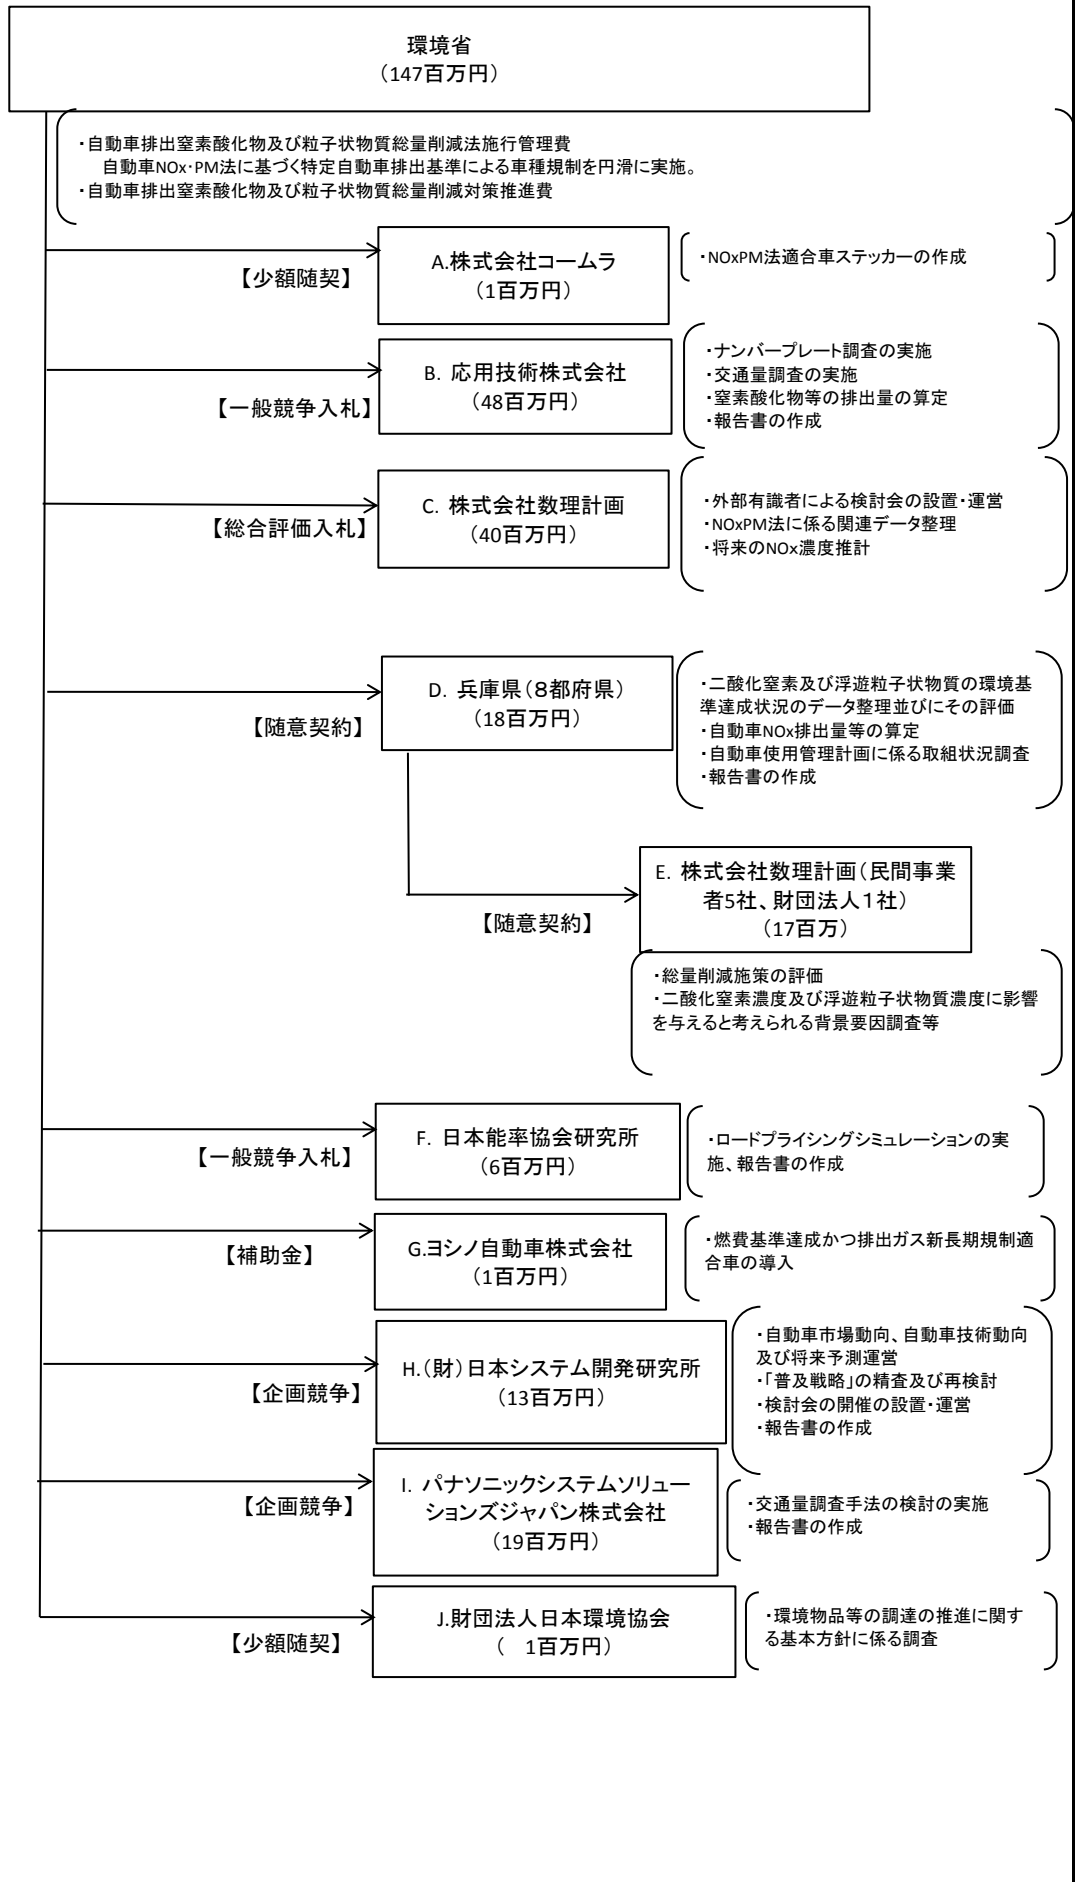 環境省
（147百万円）
・自動車排出窒素酸化物及び粒子状物質総量削減法施行管理費
自動車NOx・PM法に基づく特定自動車排出基準による車種規制を円滑に実施。
・自動車排出窒素酸化物及び粒子状物質総量削減対策推進費
A.株式会社コームラ
（1百万円）
【少額随契】
・NOxPM法適合車ステッカーの作成
B. 応用技術株式会社
（48百万円）
【一般競争入札】
・ナンバープレート調査の実施
・交通量調査の実施
・窒素酸化物等の排出量の算定
・報告書の作成
C. 株式会社数理計画
（40百万円）
【総合評価入札】
・外部有識者による検討会の設置・運営
・NOxPM法に係る関連データ整理
・将来のNOx濃度推計
D. 兵庫県（８都府県）
（18百万円）
【随意契約】
・二酸化窒素及び浮遊粒子状物質の環境基
準達成状況のデータ整理並びにその評価
・自動車NOx排出量等の算定
・自動車使用管理計画に係る取組状況調査
・報告書の作成
E. 株式会社数理計画（民間事業
者5社、財団法人１社）
（17百万）
【随意契約】
・総量削減施策の評価
・二酸化窒素濃度及び浮遊粒子状物質濃度に影響
を与えると考えられる背景要因調査等
F. 日本能率協会研究所
（6百万円）
【一般競争入札】
・ロードプライシングシミュレーションの実
施、報告書の作成
G.ヨシノ自動車株式会社
（1百万円）
【補助金】
・燃費基準達成かつ排出ガス新長期規制適
合車の導入
H.（財）日本システム開発研究所
（13百万円）
【企画競争】
・自動車市場動向、自動車技術動向
及び将来予測運営
・「普及戦略」の精査及び再検討
・検討会の開催の設置・運営
・報告書の作成
I. パナソニックシステムソリュー
ションズジャパン株式会社
（19百万円）
【企画競争】
・交通量調査手法の検討の実施
・報告書の作成
J.財団法人日本環境協会
（　1百万円）
【少額随契】
・環境物品等の調達の推進に関す
る基本方針に係る調査